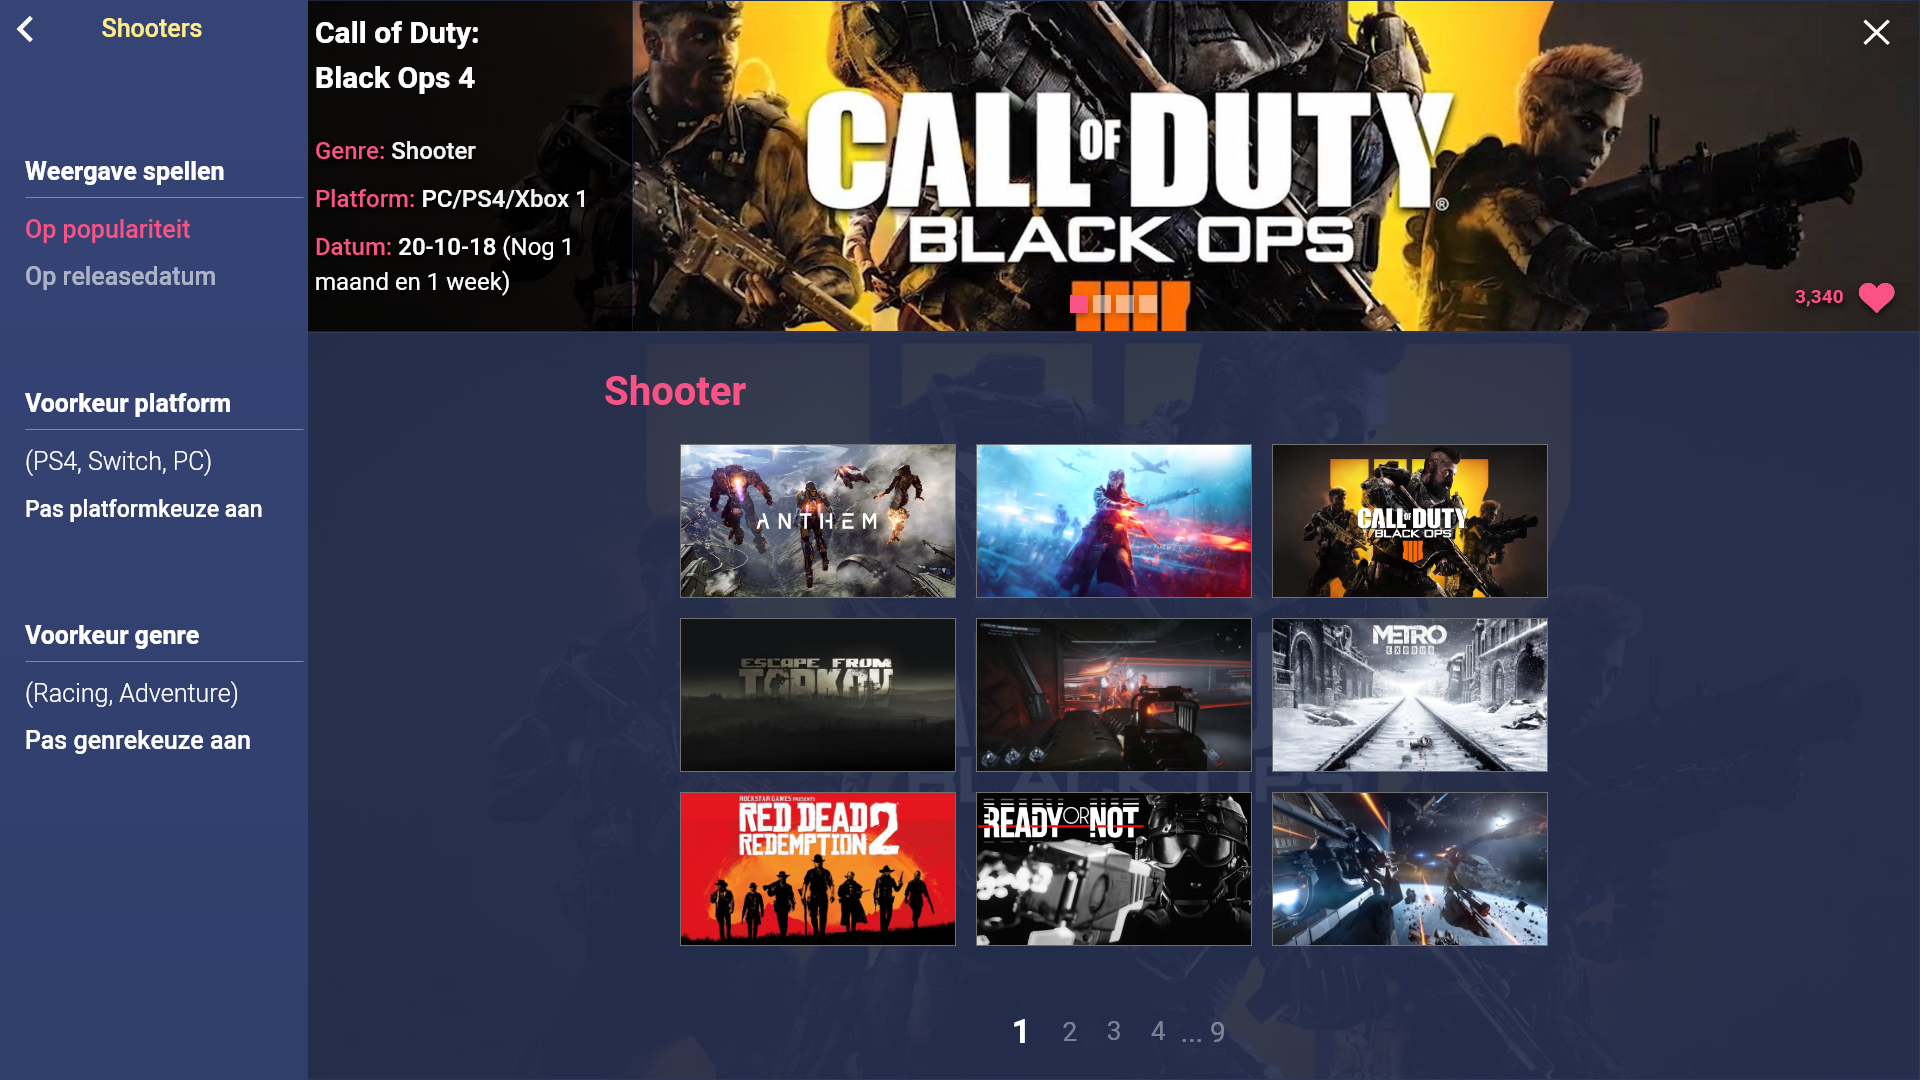 Shooters
Weergave spellen
Op populariteit
Op releasedatum
Voorkeur platform
(PS4, Switch, PC)
Pas platformkeuze aan
Voorkeur genre
(Racing, Adventure)
Pas genrekeuze aan
Call of Duty:
Black Ops 4
Genre: Shooter
Platform: PC/PS4/Xbox 1
Datum: 20-10-18 (Nog 1
maand en 1 week)
CALL OF DUTY®
BLACK OPS
IIII
3,340
Shooter
ANTHEM
CALL OF DUTY
BLACK OPS
IIII
ESCAPE FROM
TARKOV
METRO
EXODUS
ROCKSTAR GAMES PRESENTS
RED DEAD
REDEMPTION 2
READY OR NOT
BLACK OPS
1 2 3 4 ... 9